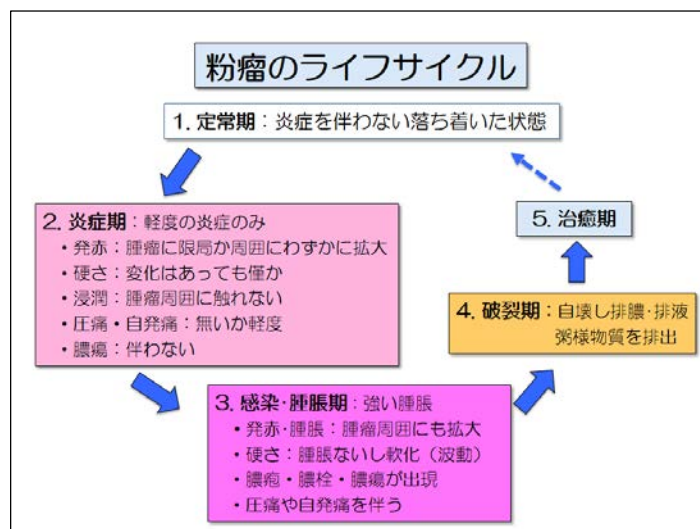 粉瘤のライフサイクル
1. 定常期：炎症を伴わない落ち着いた状態
2. 炎症期：軽度の炎症のみ
・発赤：腫瘤に限局か周囲にわずかに拡大
・硬さ：変化はあっても僅か
・浸潤：腫瘤周囲に触れない
・圧痛・自発痛：無いか軽度
・膿瘍：伴わない
3. 感染・腫脹期：強い腫脹
・発赤・腫脹：腫瘤周囲にも拡大
・硬さ：腫脹ないし軟化（波動）
・膿疱・膿栓・膿瘍が出現
・圧痛や自発痛を伴う
4. 破裂期：自壊し排膿・排液
粥様物質を排出
5. 治癒期